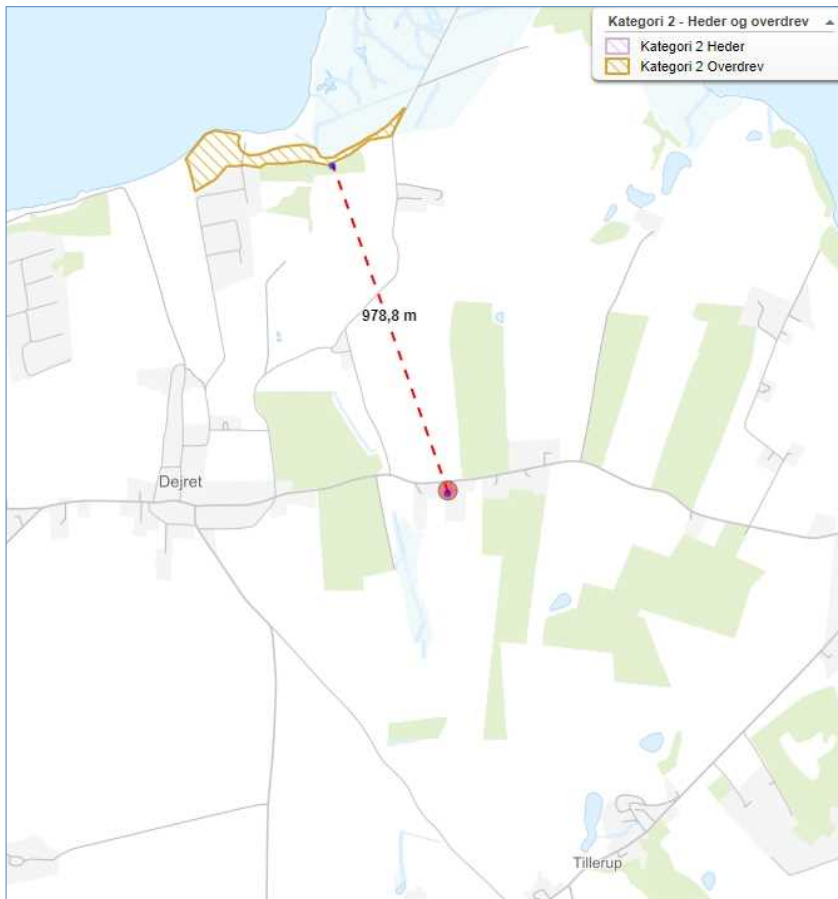 Kategori 2 - Heder og overdrev
Kategori 2 Heder
Kategori 2 Overdrev
978,8 m
Dejret
Tillerup